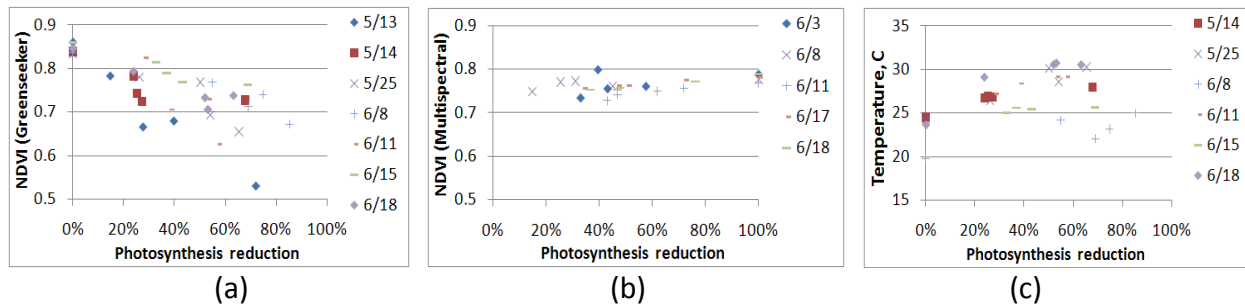 NDVI (Greenseeker)
0.9
0.8
0.7
0.6
0.5
0% 20% 40% 60% 80% 100%
Photosynthesis reduction
5/13
5/14
5/25
6/8
6/11
6/15
6/18
(a)
NDVI (Multispectral)
0.9
0.8
0.7
0.6
0.5
0% 20% 40% 60% 80% 100%
Photosynthesis reduction
6/3
6/8
6/11
6/17
6/18
(b)
Temperature, C
35
30
25
20
15
0% 20% 40% 60% 80% 100%
Photosynthesis reduction
5/14
5/25
6/8
6/11
6/15
6/18
(c)